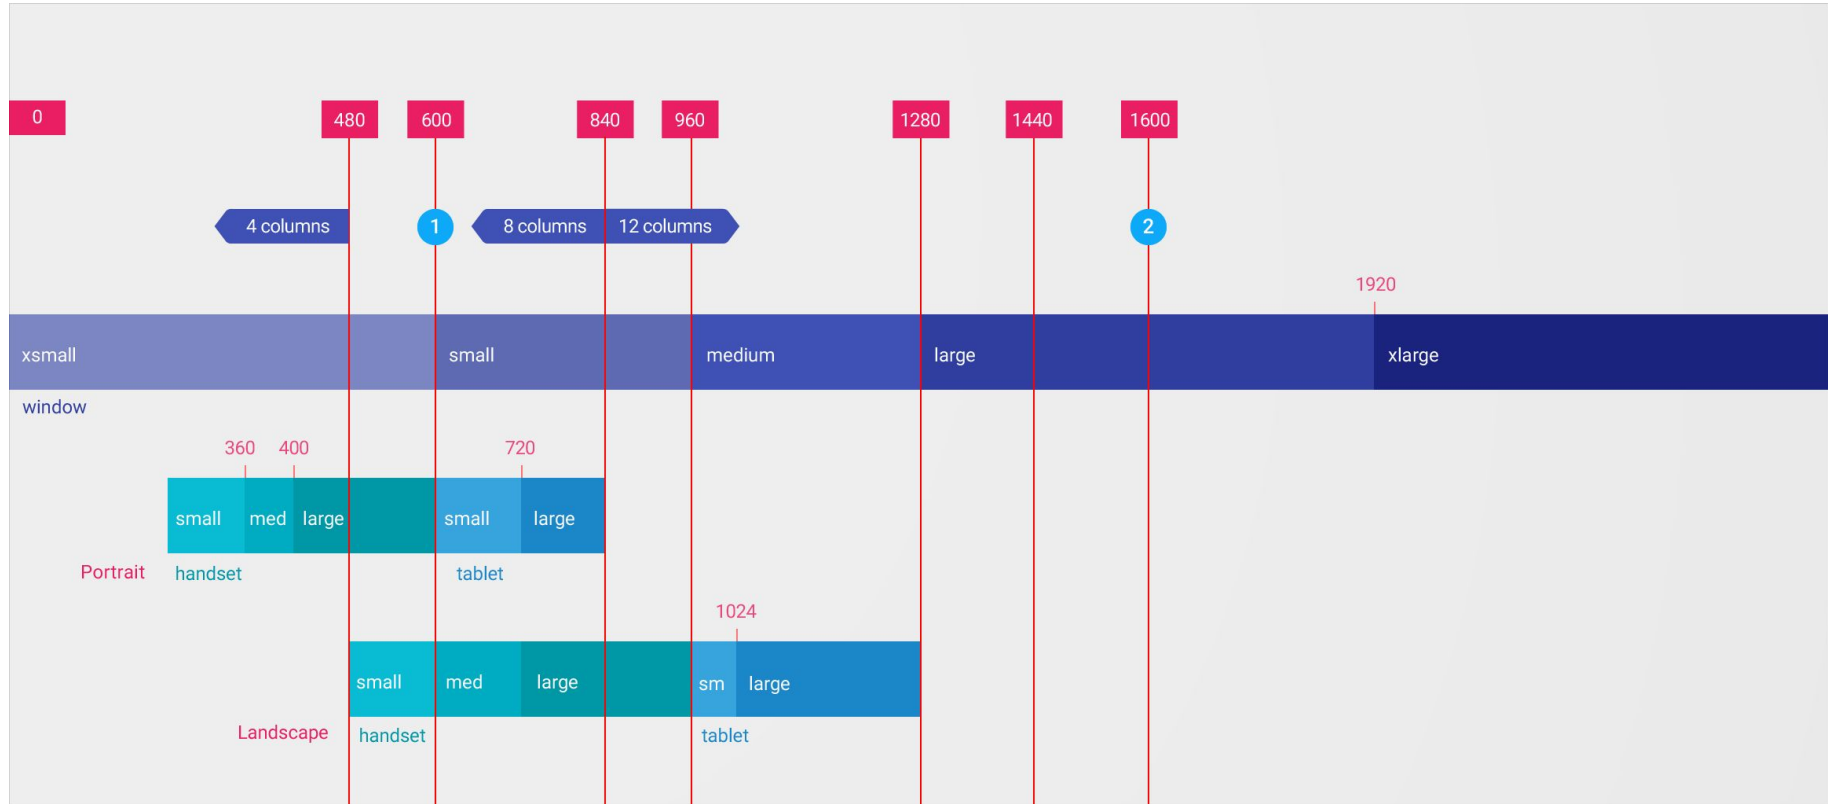 0 480 600 840 960 1280 1440 1600
4 columns 1 8 columns 12 columns 2
1920
xsmall small medium large xlarge
window
360 400 720
small med large small large
Portrait handset tablet
1024
small med large sm large
Landscape handset tablet